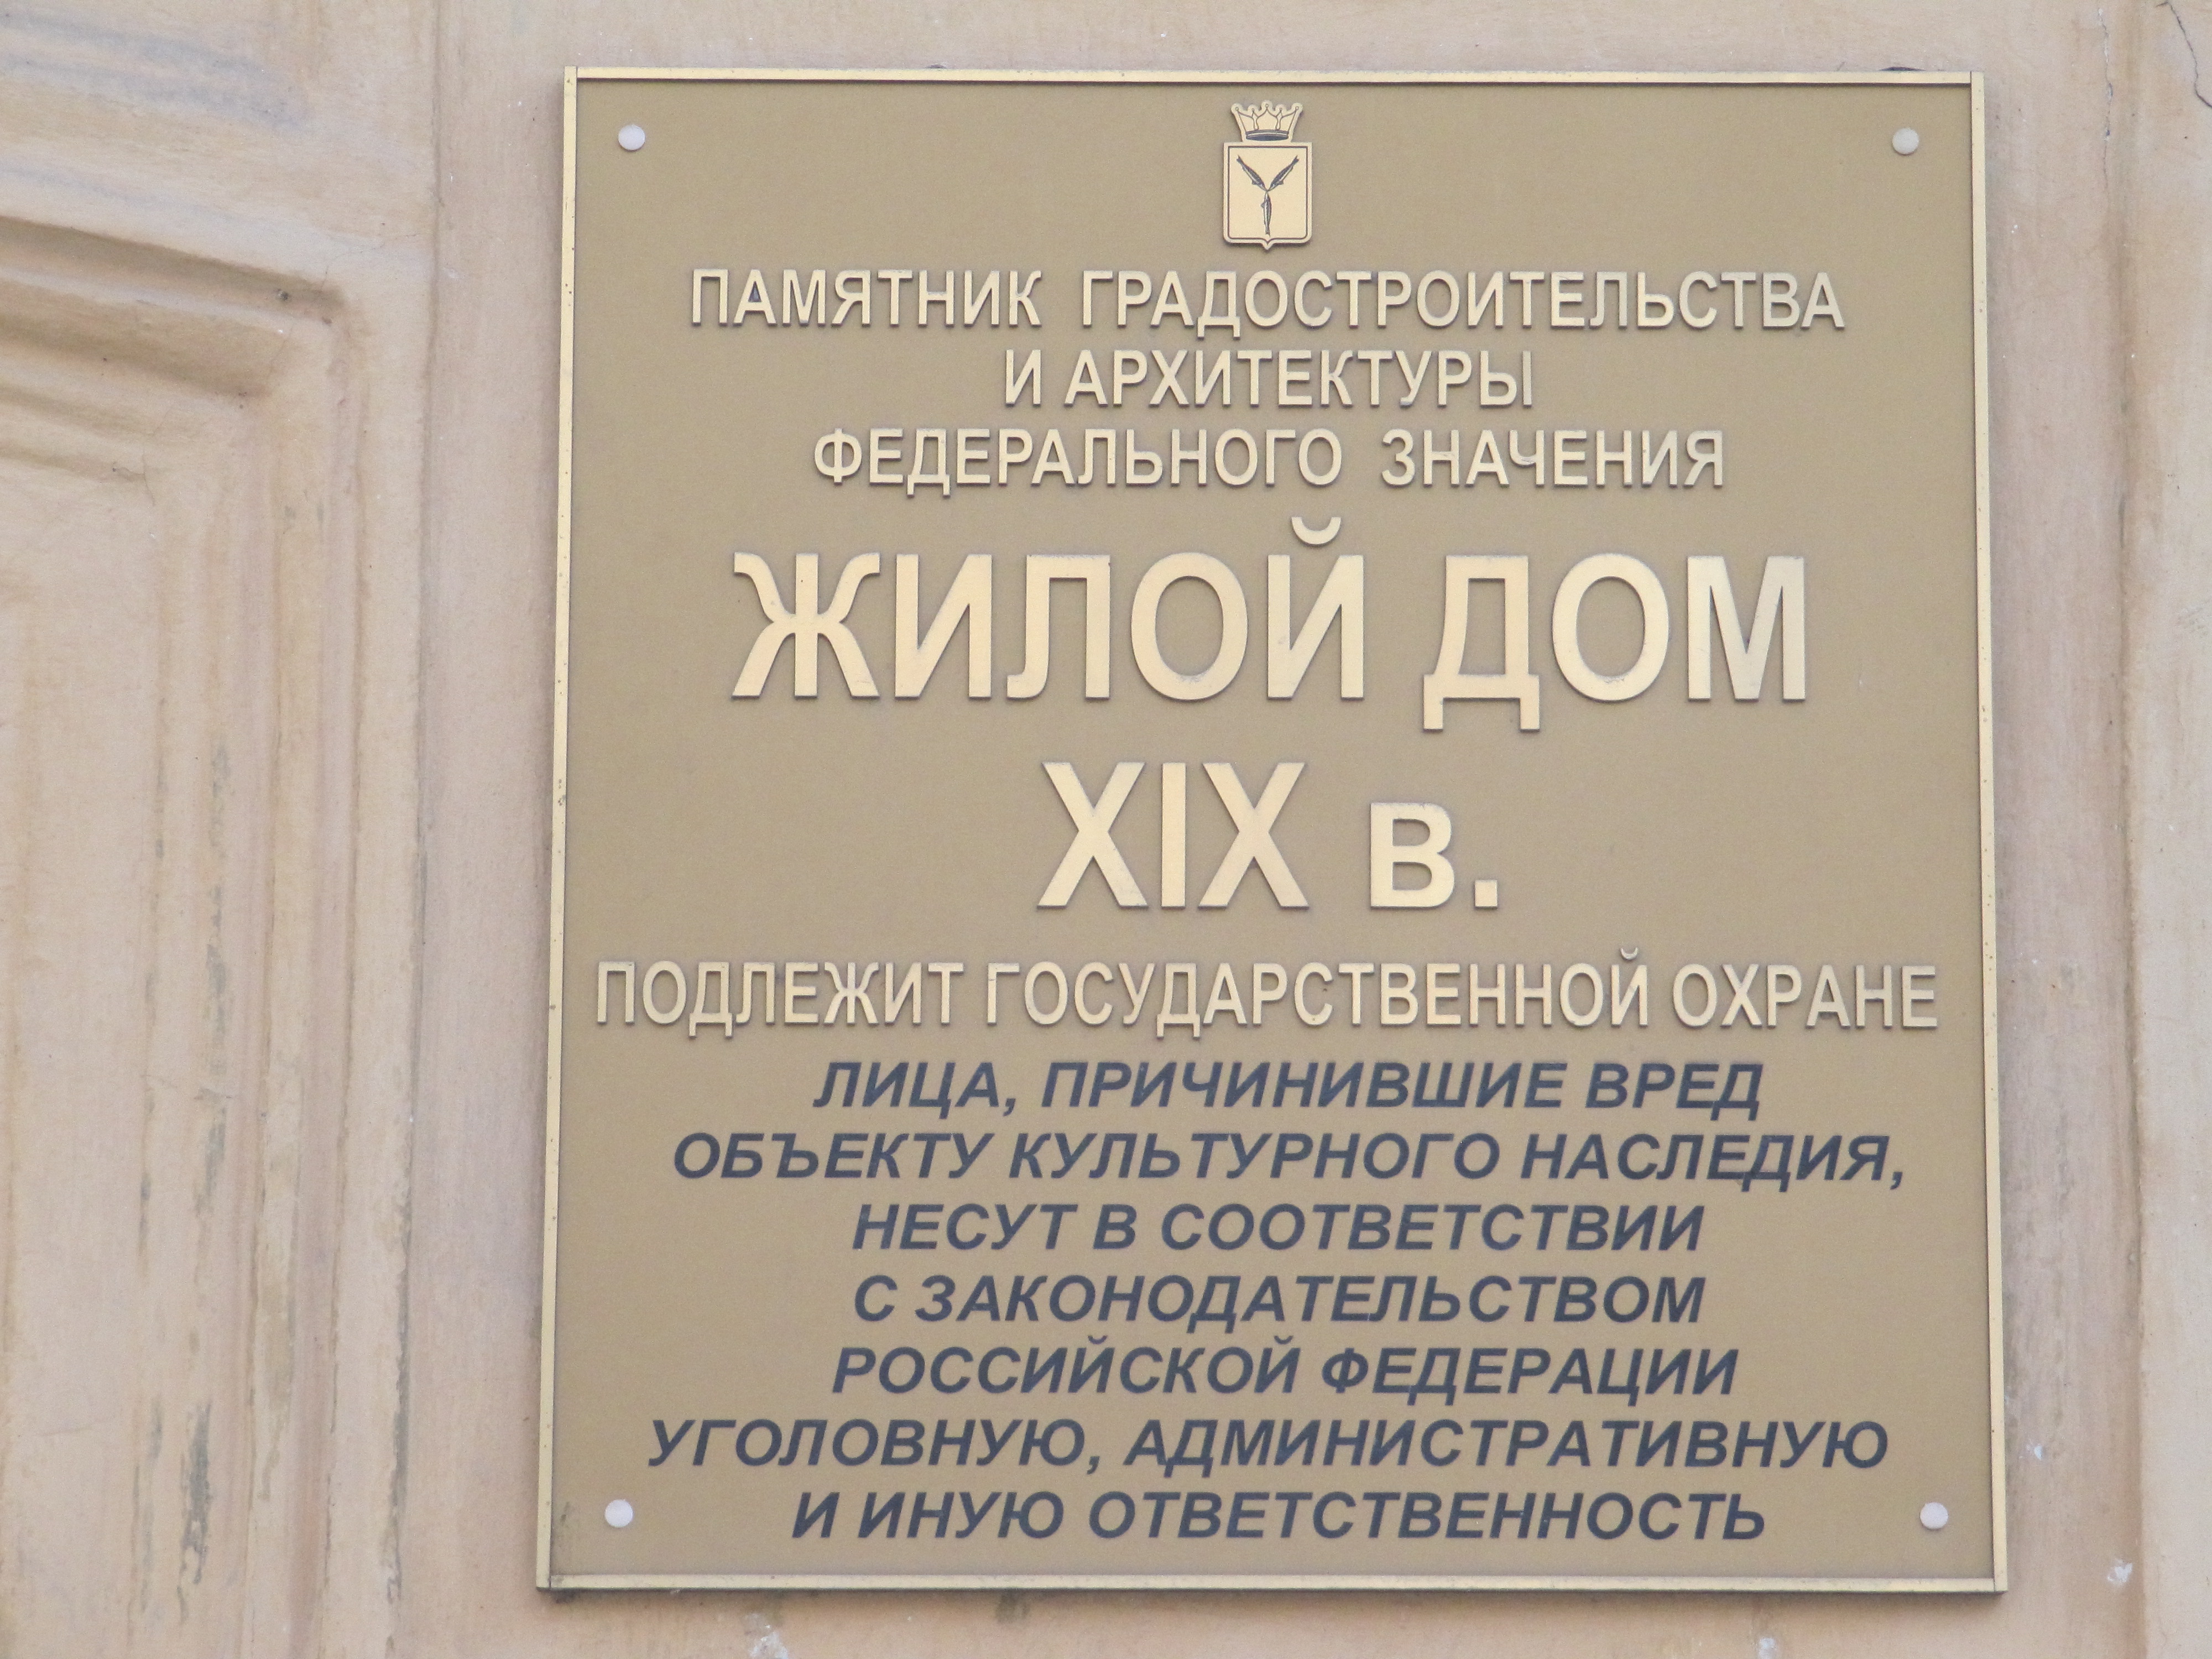 ПАМЯТНИК ГРАДОСТРОИТЕЛЬСТВА
И АРХИТЕКТУРЫ
ФЕДЕРАЛЬНОГО ЗНАЧЕНИЯ
ЖИЛОЙ ДОМ
XIX в.
ПОДЛЕЖИТ ГОСУДАРСТВЕННОЙ ОХРАНЕ
ЛИЦА, ПРИЧИНИВШИЕ ВРЕД
ОБЪЕКТУ КУЛЬТУРНОГО НАСЛЕДИЯ,
НЕСУТ В СООТВЕТСТВИИ
С ЗАКОНОДАТЕЛЬСТВОМ
РОССИЙСКОЙ ФЕДЕРАЦИИ
УГОЛОВНУЮ, АДМИНИСТРАТИВНУЮ
И ИНУЮ ОТВЕТСТВЕННОСТЬ